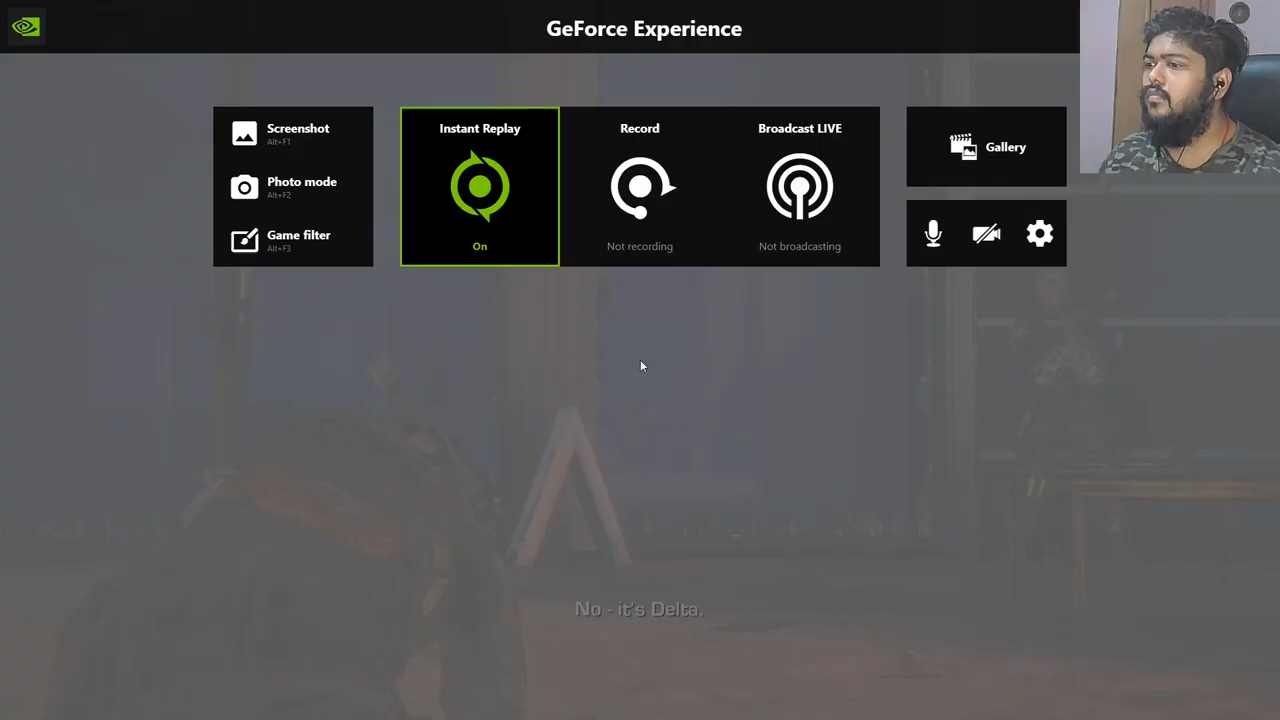 GeForce Experience
Screenshot
Alt+F1
Photo mode
Alt+F2
Game filter
Alt+F3
Instant Replay
On
Record
Not recording
Broadcast LIVE
Not broadcasting
Gallery
No - it's Delta.